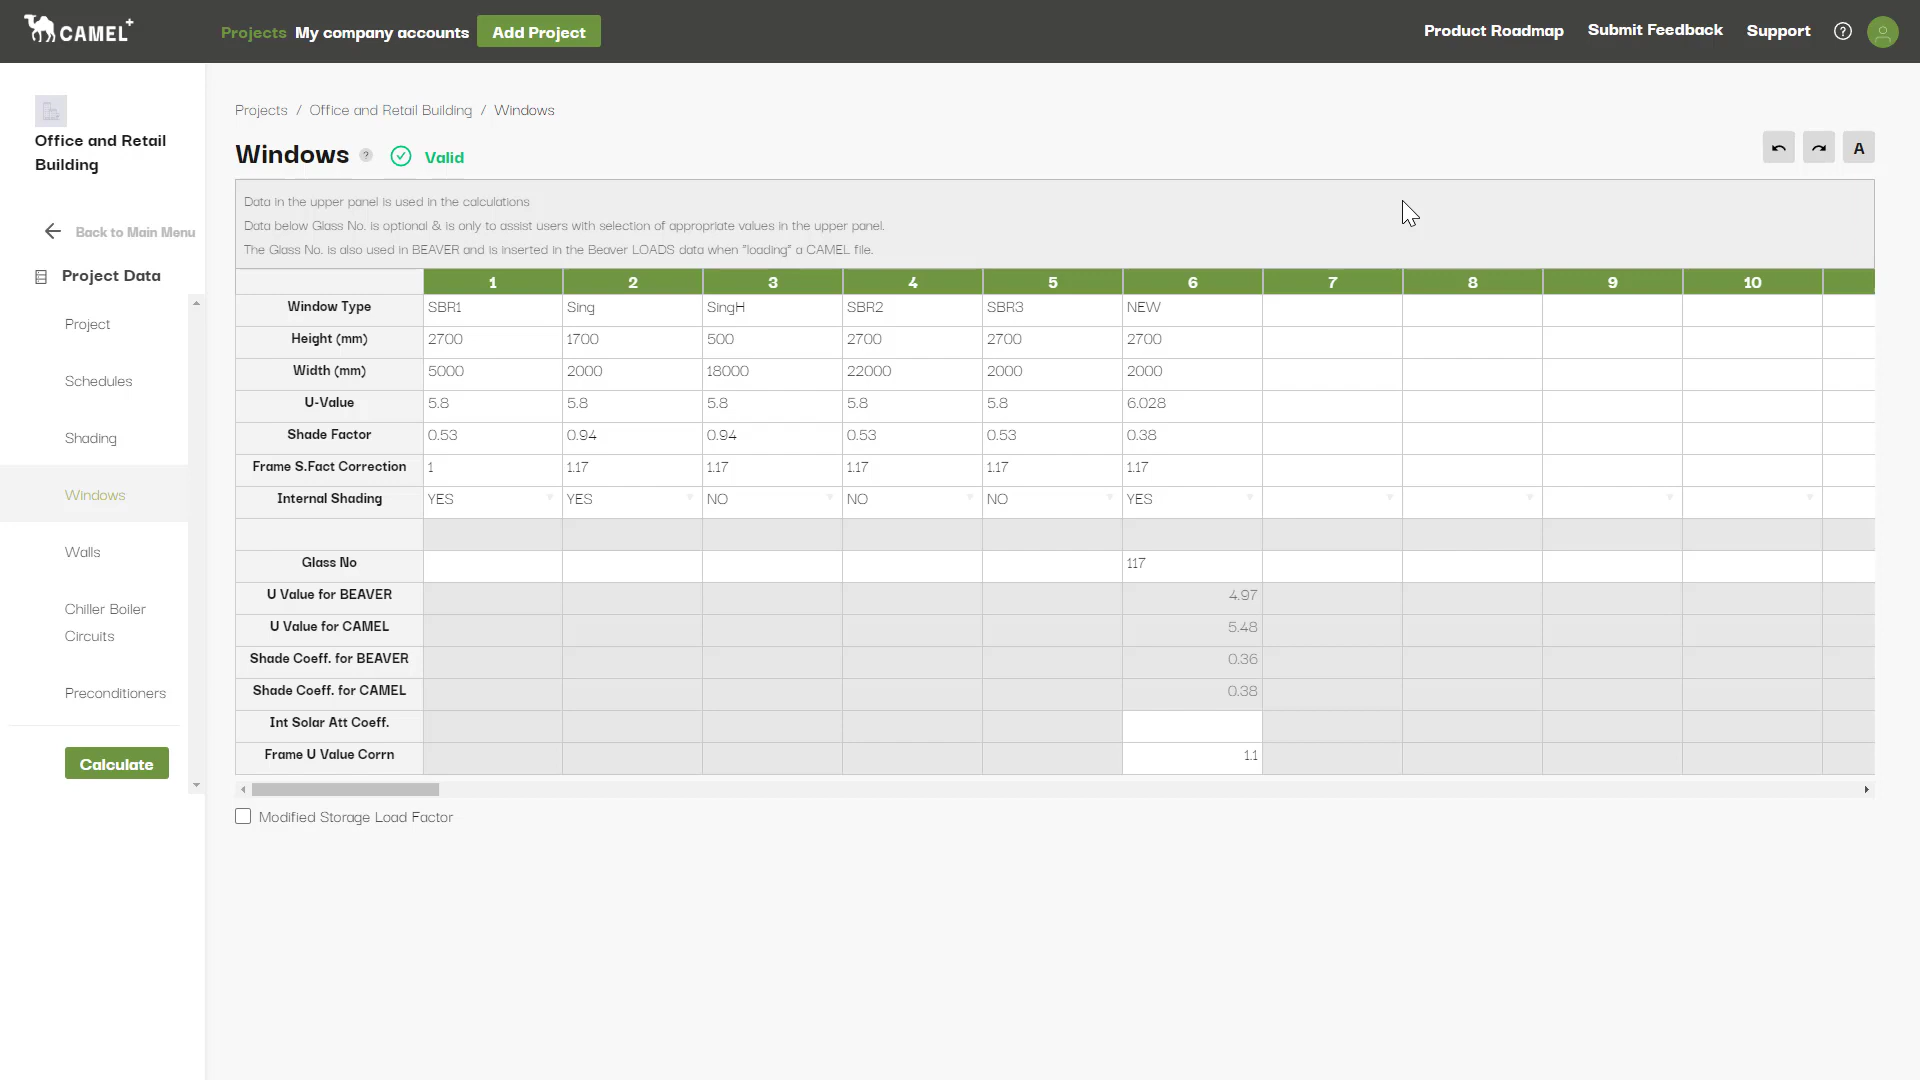 CAMEL+
Projects My company accounts Add Project
Product Roadmap Submit Feedback Support ?
Office and Retail
Building
Back to Main Menu
Project Data
Project
Schedules
Shading
Windows
Walls
Chiller Boiler
Circuits
Preconditioners
Calculate
Projects / Office and Retail Building / Windows
Windows ? Valid
A
Data in the upper panel is used in the calculations
Data below Glass No. is optional & is only to assist users with selection of appropriate values in the upper panel.
The Glass No. is also used in BEAVER and is inserted in the Beaver LOADS data when "loading" a CAMEL file.
1 2 3 4 5 6 7 8 9 10
Window Type SBR1 Sing SingH SBR2 SBR3 NEW
Height (mm) 2700 1700 500 2700 2700 2700
Width (mm) 5000 2000 18000 22000 2000 2000
U-Value 5.8 5.8 5.8 5.8 5.8 6.028
Shade Factor 0.53 0.94 0.94 0.53 0.53 0.38
Frame S.Fact Correction 1 1.17 1.17 1.17 1.17 1.17
Internal Shading YES YES NO NO NO YES
Glass No 117
U Value for BEAVER 4.97
U Value for CAMEL 5.48
Shade Coeff. for BEAVER 0.36
Shade Coeff. for CAMEL 0.38
Int Solar Att Coeff.
Frame U Value Corrn 1.1
Modified Storage Load Factor